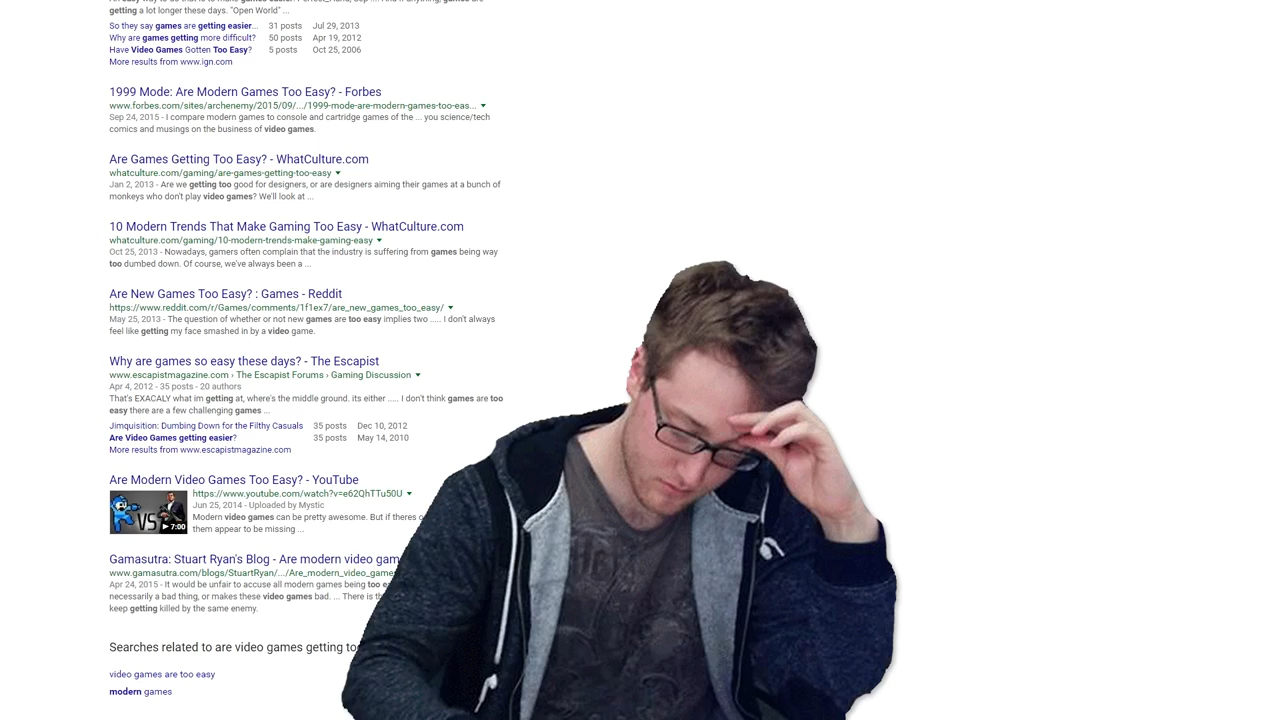 getting a lot longer these days. "Open World" ...
So they say games are getting easier... 31 posts Jul 29, 2013
Why are games getting more difficult? 50 posts Apr 19, 2012
Have Video Games Gotten Too Easy? 5 posts Oct 25, 2006
More results from www.ign.com
1999 Mode: Are Modern Games Too Easy? - Forbes
www.forbes.com/sites/archenemy/2015/09/.../1999-mode-are-modern-games-too-eas...
Sep 24, 2015 - I compare modern games to console and cartridge games of the ... you science/tech
comics and musings on the business of video games.
Are Games Getting Too Easy? - WhatCulture.com
whatculture.com/gaming/are-games-getting-too-easy
Jan 2, 2013 - Are we getting too good for designers, or are designers aiming their games at a bunch of
monkeys who don't play video games? We'll look at ...
10 Modern Trends That Make Gaming Too Easy - WhatCulture.com
whatculture.com/gaming/10-modern-trends-make-gaming-easy
Oct 25, 2013 - Nowadays, gamers often complain that the industry is suffering from games being way
too dumbed down. Of course, we've always been a ...
Are New Games Too Easy? : Games - Reddit
https://www.reddit.com/r/Games/comments/1f1ex7/are_new_games_too_easy/
May 25, 2013 - The question of whether or not new games are too easy implies two ..... I don't always
feel like getting my face smashed in by a video game.
Why are games so easy these days? - The Escapist
www.escapistmagazine.com › The Escapist Forums › Gaming Discussion
Apr 4, 2012 - 35 posts - 20 authors
That's EXACALY what im getting at, where's the middle ground. its either ..... I don't think games are too
easy there are a few challenging games ...
Jimquisition: Dumbing Down for the Filthy Casuals 35 posts Dec 10, 2012
Are Video Games getting easier? 35 posts May 14, 2010
More results from www.escapistmagazine.com
Are Modern Video Games Too Easy? - YouTube
https://www.youtube.com/watch?v=e62QhTTu50U
Jun 25, 2014 - Uploaded by Mystic
VS
7:00
Modern video games can be pretty awesome. But if theres
them appear to be missing ...
Gamasutra: Stuart Ryan's Blog - Are modern video gam
www.gamasutra.com/blogs/StuartRyan/.../Are_modern_video_game
Apr 24, 2015 - It would be unfair to accuse all modern games being too
necessarily a bad thing, or makes these video games bad. ... There is
keep getting killed by the same enemy.
Searches related to are video games getting
video games are too easy
modern games